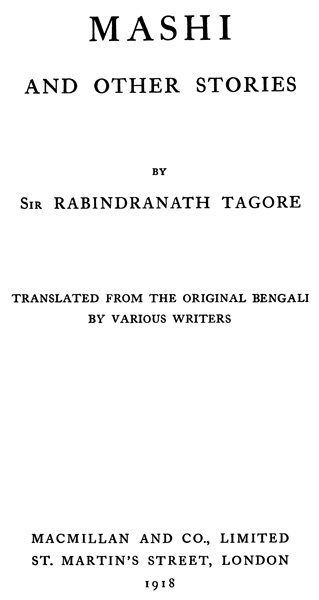 MASHI
AND OTHER STORIES
BY
SIR RABINDRANATH TAGORE
TRANSLATED FROM THE ORIGINAL BENGALI
BY VARIOUS WRITERS
MACMILLAN AND CO., LIMITED
ST. MARTIN'S STREET, LONDON
1918